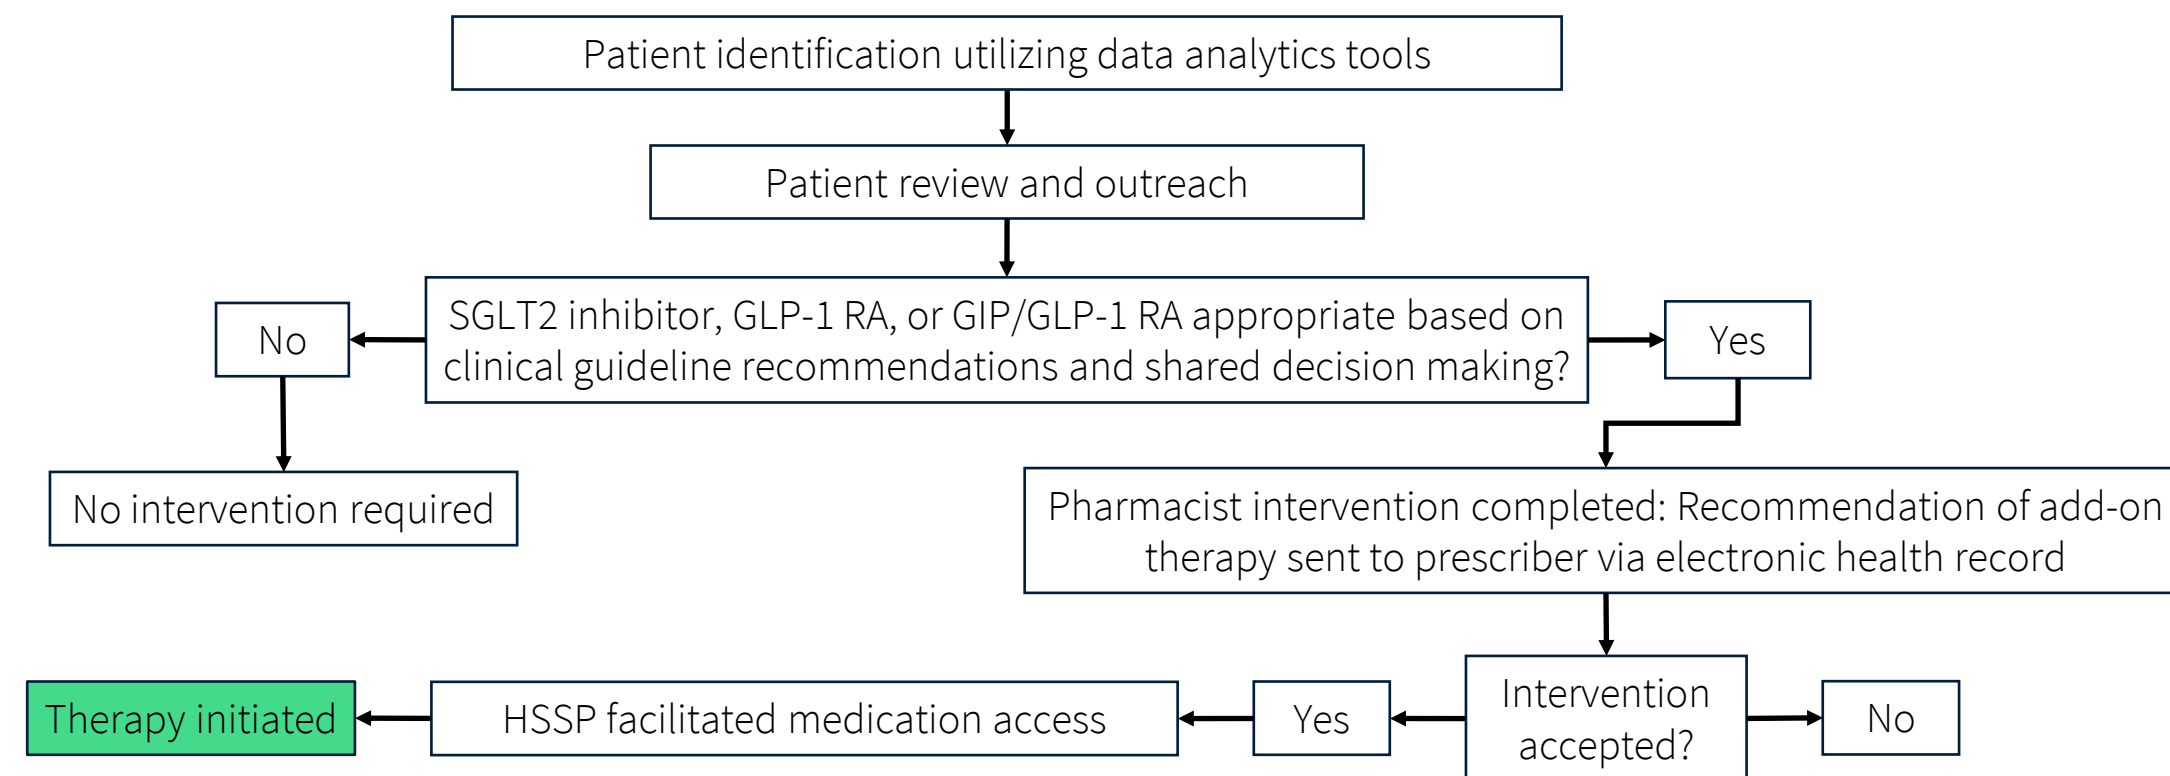 Patient identification utilizing data analytics tools
Patient review and outreach
SGLT2 inhibitor, GLP-1 RA, or GIP/GLP-1 RA appropriate based on
clinical guideline recommendations and shared decision making?
No
Yes
No intervention required
Pharmacist intervention completed: Recommendation of add-on
therapy sent to prescriber via electronic health record
Intervention
accepted?
No
Yes
HSSP facilitated medication access
Therapy initiated